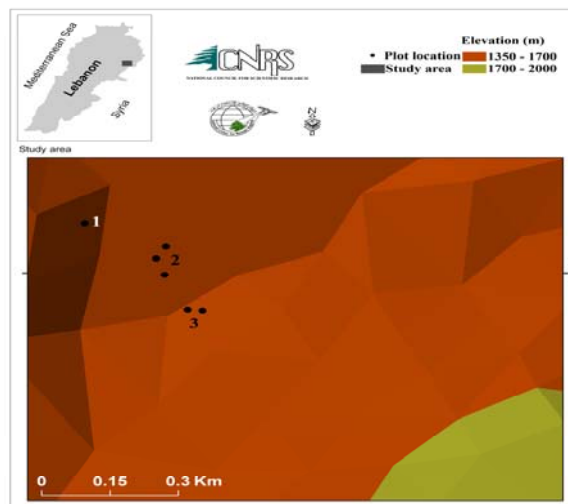 Mediterranean Sea
Lebanon
Syria
Study area
CNRS
NATIONAL COUNCIL FOR SCIENTIFIC RESEARCH
N
Elevation (m)
Plot location
Study area
1350 - 1700
1700 - 2000
1
2
3
0 0.15 0.3 Km